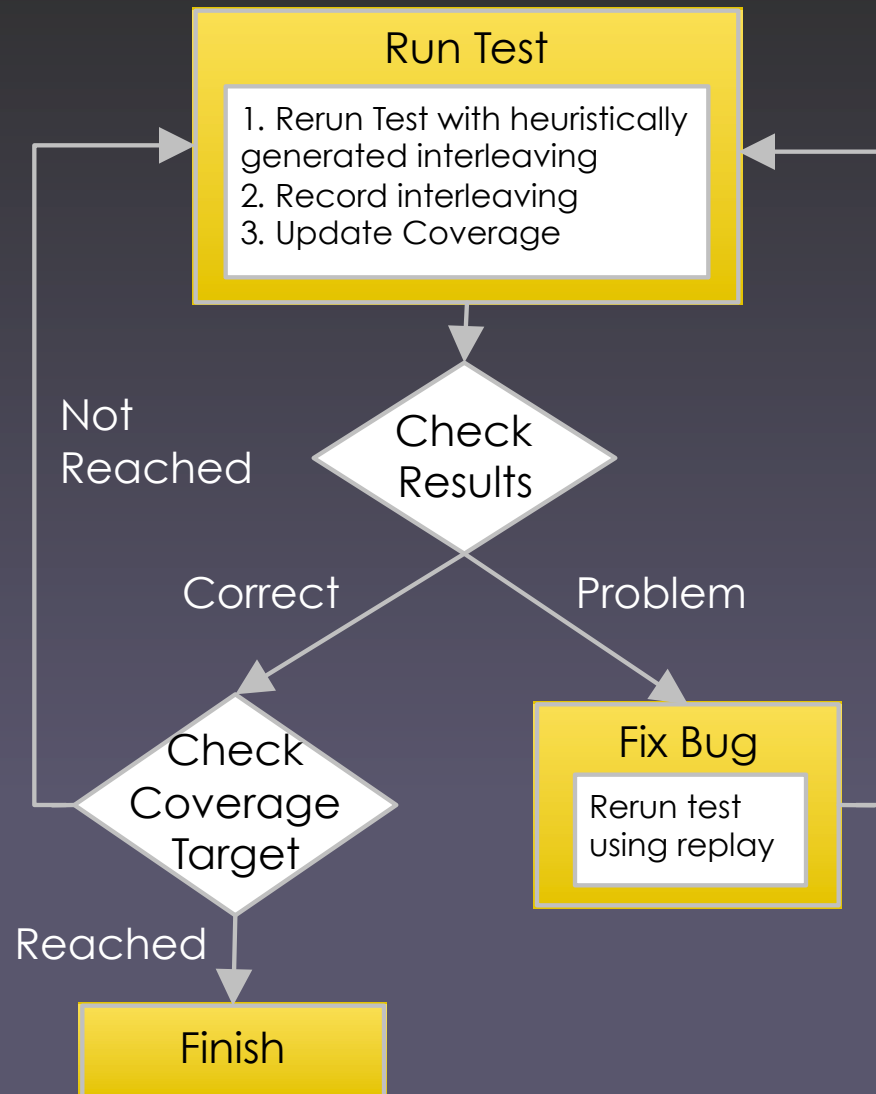 Run Test
1. Rerun Test with heuristically
generated interleaving
2. Record interleaving
3. Update Coverage
Not
Reached
Check
Results
Correct
Problem
Check
Coverage
Target
Fix Bug
Rerun test
using replay
Reached
Finish